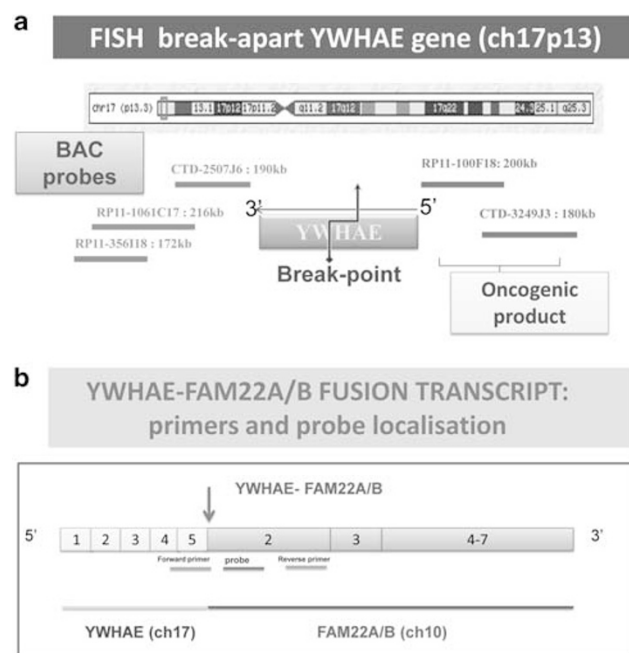 a
FISH break-apart YWHAE gene (ch17p13)
chr17 (p13.3) 13.1 17p12 17p11.2 q11.2 17q12 17q22 24.3 25.1 q25.3
BAC
probes
CTD-2507J6 : 190kb
RP11-100F18: 200kb
RP11-1061C17 : 216kb
3'
5'
CTD-3249J3 : 180kb
YWHAE
RP11-356I18 : 172kb
Break-point
Oncogenic
product
b
YWHAE-FAM22A/B FUSION TRANSCRIPT:
primers and probe localisation
YWHAE- FAM22A/B
5' 1 2 3 4 5 2 3 4-7 3'
Forward primer probe Reverse primer
YWHAE (ch17) FAM22A/B (ch10)